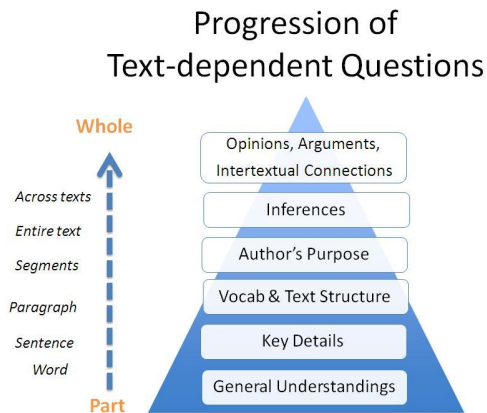 Progression of
Text-dependent Questions
Whole
Opinions, Arguments,
Intertextual Connections
Across texts
Inferences
Entire text
Author's Purpose
Segments
Vocab & Text Structure
Paragraph
Key Details
Sentence
Word
General Understandings
Part